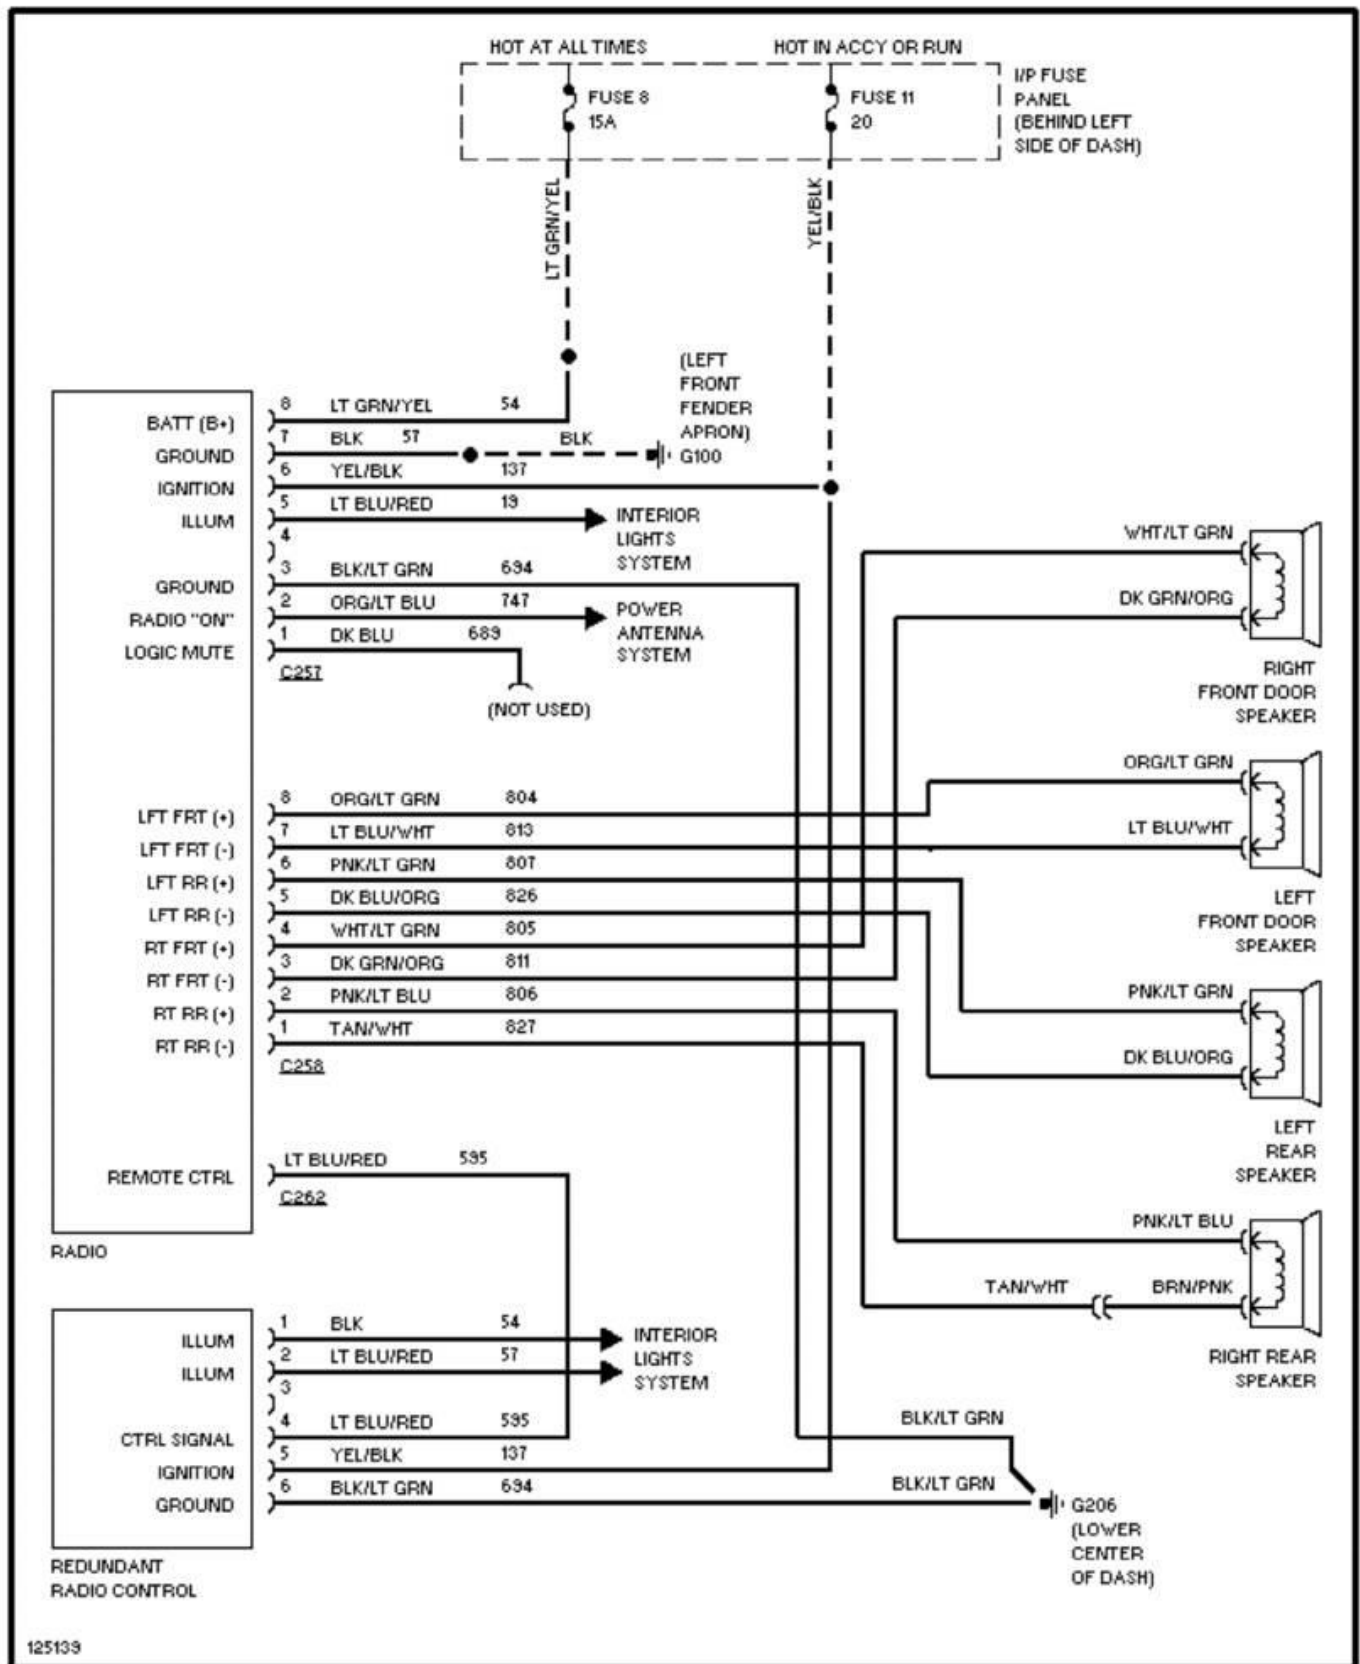 HOT AT ALL TIMES
HOT IN ACCY OR RUN
FUSE 8
15A
FUSE 11
20
I/P FUSE
PANEL
(BEHIND LEFT
SIDE OF DASH)
LT GRN/YEL
YEL/BLK
(LEFT
FRONT
FENDER
APRON)
G100
BATT (B+) 8 LT GRN/YEL 54
GROUND 7 BLK 57 BLK
IGNITION 6 YEL/BLK 137
ILLUM 5 LT BLU/RED 19
INTERIOR
LIGHTS
SYSTEM
4
GROUND 3 BLK/LT GRN 694
RADIO "ON" 2 ORG/LT BLU 747
POWER
ANTENNA
SYSTEM
LOGIC MUTE 1 DK BLU 689
C257
(NOT USED)
WHT/LT GRN
DK GRN/ORG
RIGHT
FRONT DOOR
SPEAKER
ORG/LT GRN
LT BLU/WHT
LEFT
FRONT DOOR
SPEAKER
LFT FRT (+) 8 ORG/LT GRN 804
LFT FRT (-) 7 LT BLU/WHT 813
LFT RR (+) 6 PNK/LT GRN 807
LFT RR (-) 5 DK BLU/ORG 826
RT FRT (+) 4 WHT/LT GRN 805
RT FRT (-) 3 DK GRN/ORG 811
RT RR (+) 2 PNK/LT BLU 806
RT RR (-) 1 TAN/WHT 827
C258
PNK/LT GRN
DK BLU/ORG
LEFT
REAR
SPEAKER
REMOTE CTRL LT BLU/RED 595
C262
RADIO
PNK/LT BLU
TAN/WHT BRN/PNK
RIGHT REAR
SPEAKER
ILLUM 1 BLK 54
ILLUM 2 LT BLU/RED 57
INTERIOR
LIGHTS
SYSTEM
3
CTRL SIGNAL 4 LT BLU/RED 595
IGNITION 5 YEL/BLK 137
GROUND 6 BLK/LT GRN 694
BLK/LT GRN
BLK/LT GRN
G206
(LOWER
CENTER
OF DASH)
REDUNDANT
RADIO CONTROL
125139